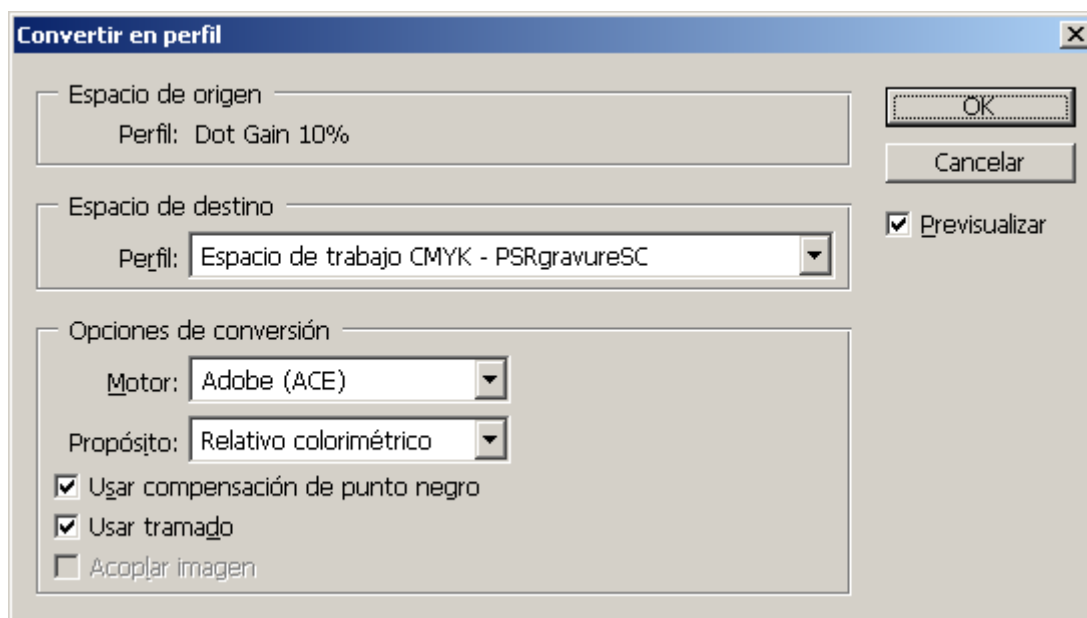 Convertir en perfil
Espacio de origen
Perfil: Dot Gain 10%
OK
Cancelar
Espacio de destino
Previsualizar
Perfil: Espacio de trabajo CMYK - PSRgravureSC
Opciones de conversión
Motor: Adobe (ACE)
Propósito: Relativo colorimétrico
Usar compensación de punto negro
Usar tramado
Acoplar imagen